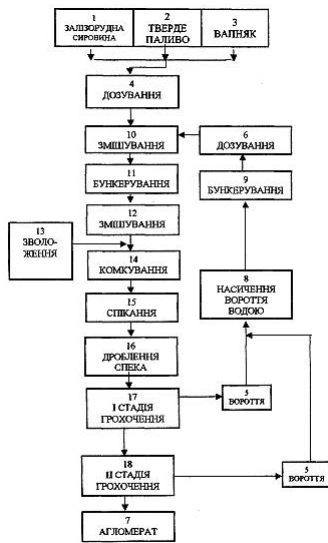 1
ЗАЛІЗОРУДНА
СИРОВИНА
2
ТВЕРДЕ
ПАЛИВО
3
ВАПНЯК
4
ДОЗУВАННЯ
10
ЗМІШУВАННЯ
6
ДОЗУВАННЯ
11
БУНКЕРУВАННЯ
9
БУНКЕРУВАННЯ
12
ЗМІШУВАННЯ
13
ЗВОЛО-
ЖЕННЯ
14
КОМКУВАННЯ
8
НАСИЧЕННЯ
ВОРОТТЯ
ВОДОЮ
15
СПІКАННЯ
16
ДРОБЛЕННЯ
СПЕКА
17
І СТАДІЯ
ГРОХОЧЕННЯ
5
ВОРОТТЯ
18
ІІ СТАДІЯ
ГРОХОЧЕННЯ
5
ВОРОТТЯ
7
АГЛОМЕРАТ